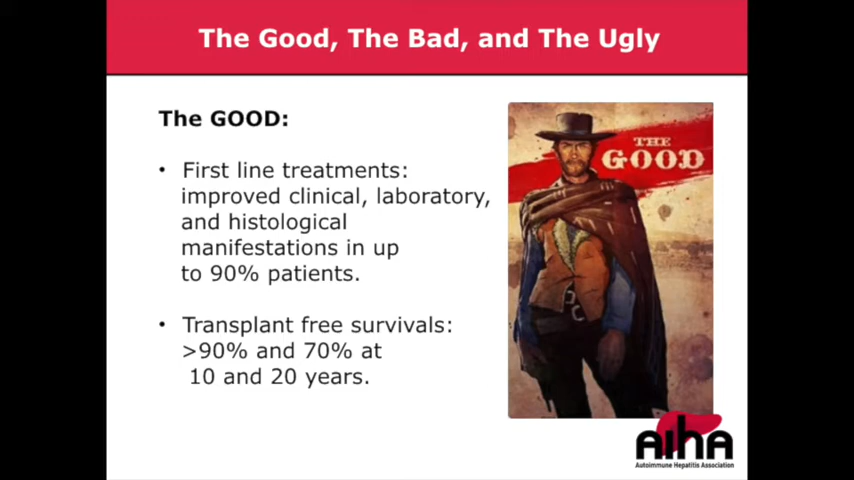 The Good, The Bad, and The Ugly
The GOOD:
• First line treatments:
improved clinical, laboratory,
and histological
manifestations in up
to 90% patients.
• Transplant free survivals:
>90% and 70% at
10 and 20 years.
THE
GOOD
AIHA
Autoimmune Hepatitis Association